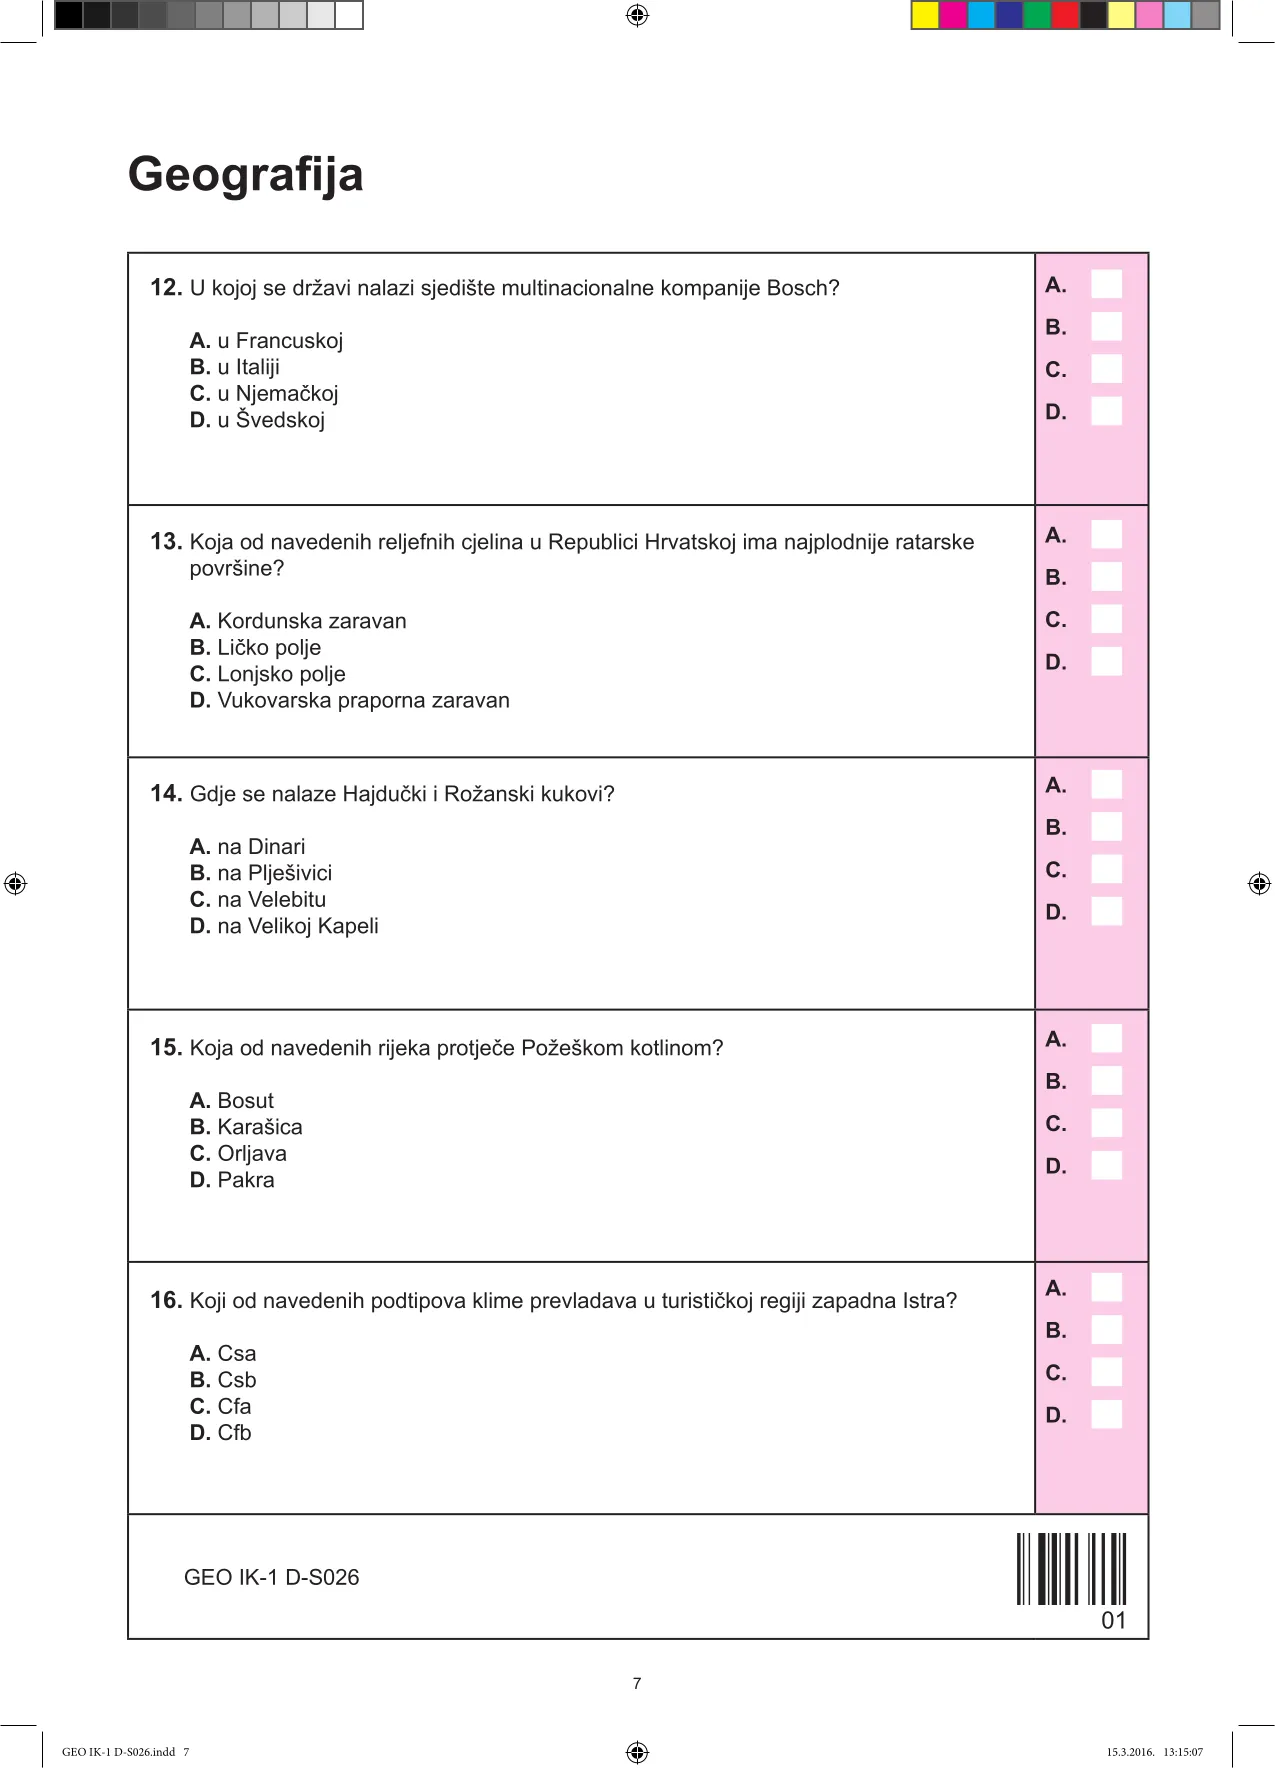 Geografija
12. U kojoj se državi nalazi sjedište multinacionalne kompanije Bosch?
A. u Francuskoj
B. u Italiji
C. u Njemačkoj
D. u Švedskoj
A.
B.
C.
D.
13. Koja od navedenih reljefnih cjelina u Republici Hrvatskoj ima najplodnije ratarske
površine?
A. Kordunska zaravan
B. Ličko polje
C. Lonjsko polje
D. Vukovarska praporna zaravan
A.
B.
C.
D.
14. Gdje se nalaze Hajdučki i Rožanski kukovi?
A. na Dinari
B. na Plješivici
C. na Velebitu
D. na Velikoj Kapeli
A.
B.
C.
D.
15. Koja od navedenih rijeka protječe Požeškom kotlinom?
A. Bosut
B. Karašica
C. Orljava
D. Pakra
A.
B.
C.
D.
16. Koji od navedenih podtipova klime prevladava u turističkoj regiji zapadna Istra?
A. Csa
B. Csb
C. Cfa
D. Cfb
A.
B.
C.
D.
GEO IK-1 D-S026
01
7
GEO IK-1 D-S026.indd 7
15.3.2016. 13:15:07